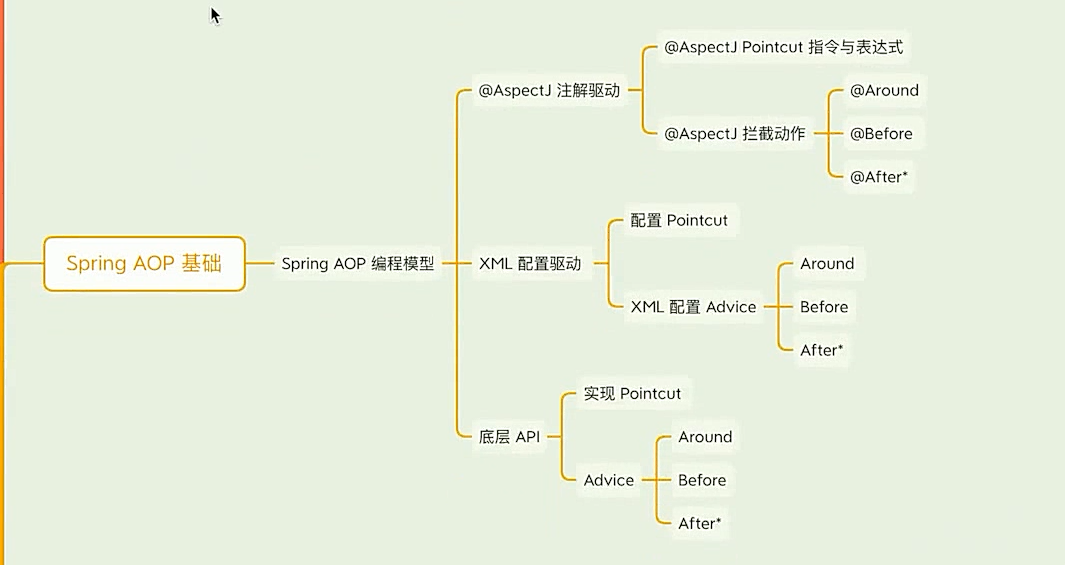 Spring AOP 基础
Spring AOP 编程模型
@AspectJ 注解驱动
@AspectJ Pointcut 指令与表达式
@AspectJ 拦截动作
@Around
@Before
@After*
XML 配置驱动
配置 Pointcut
XML 配置 Advice
Around
Before
After*
底层 API
实现 Pointcut
Advice
Around
Before
After*